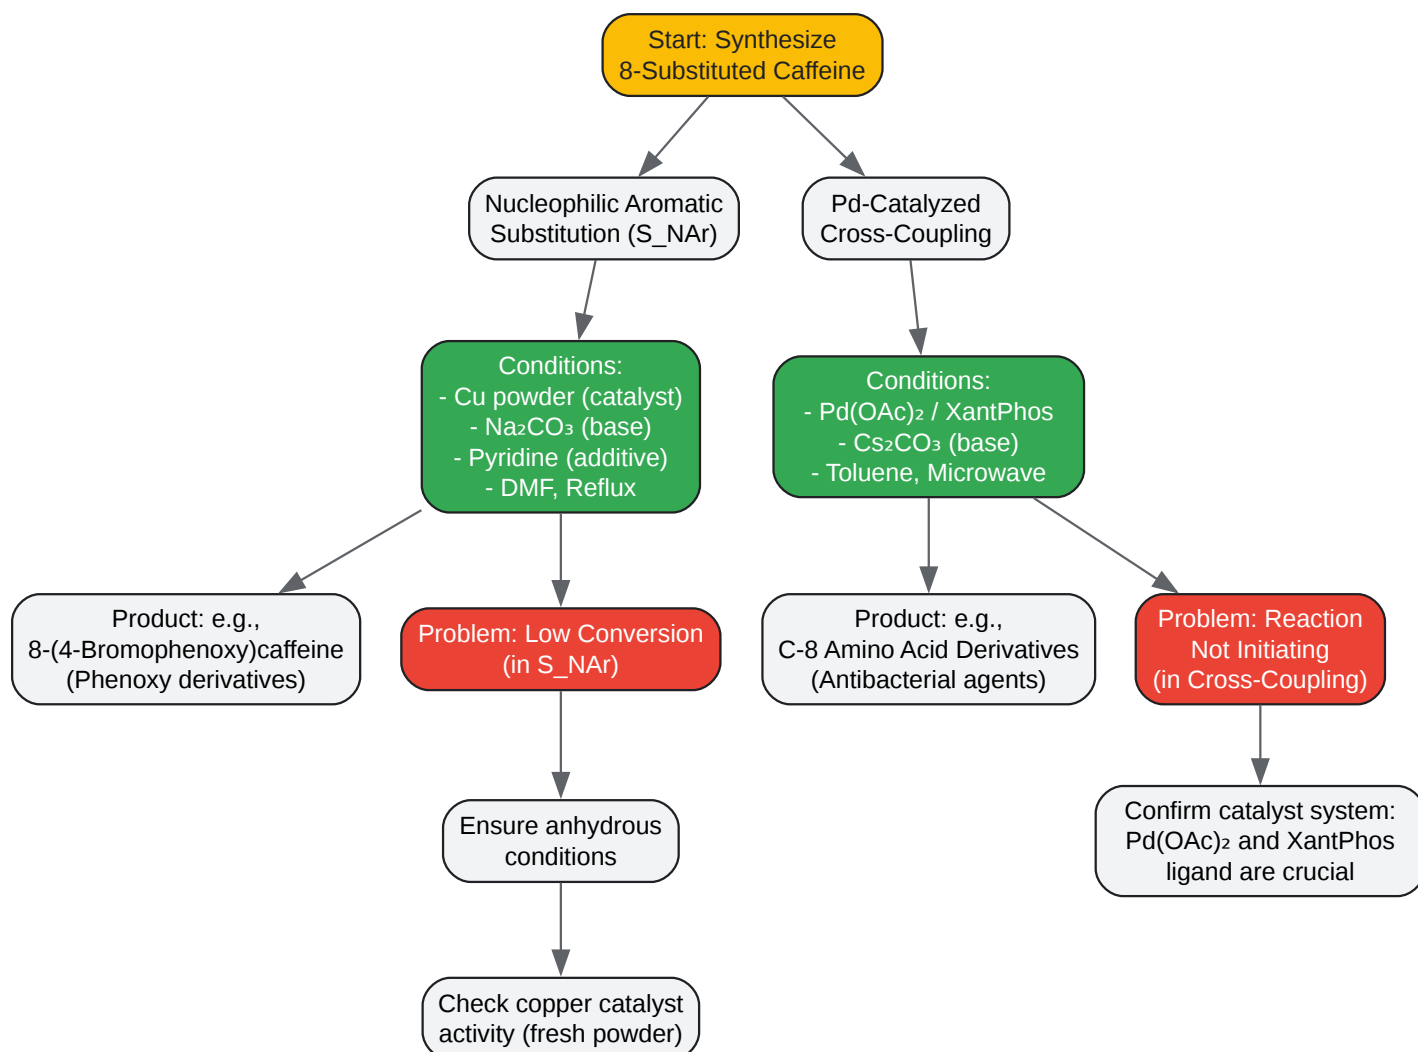 Start: Synthesize
8-Substituted Caffeine
Nucleophilic Aromatic
Substitution (S_NAr)
Pd-Catalyzed
Cross-Coupling
Conditions:
- Cu powder (catalyst)
- Na₂CO₃ (base)
- Pyridine (additive)
- DMF, Reflux
Conditions:
- Pd(OAc)₂ / XantPhos
- Cs₂CO₃ (base)
- Toluene, Microwave
Product: e.g.,
8-(4-Bromophenoxy)caffeine
(Phenoxy derivatives)
Problem: Low Conversion
(in S_NAr)
Product: e.g.,
C-8 Amino Acid Derivatives
(Antibacterial agents)
Problem: Reaction
Not Initiating
(in Cross-Coupling)
Ensure anhydrous
conditions
Confirm catalyst system:
Pd(OAc)₂ and XantPhos
ligand are crucial
Check copper catalyst
activity (fresh powder)